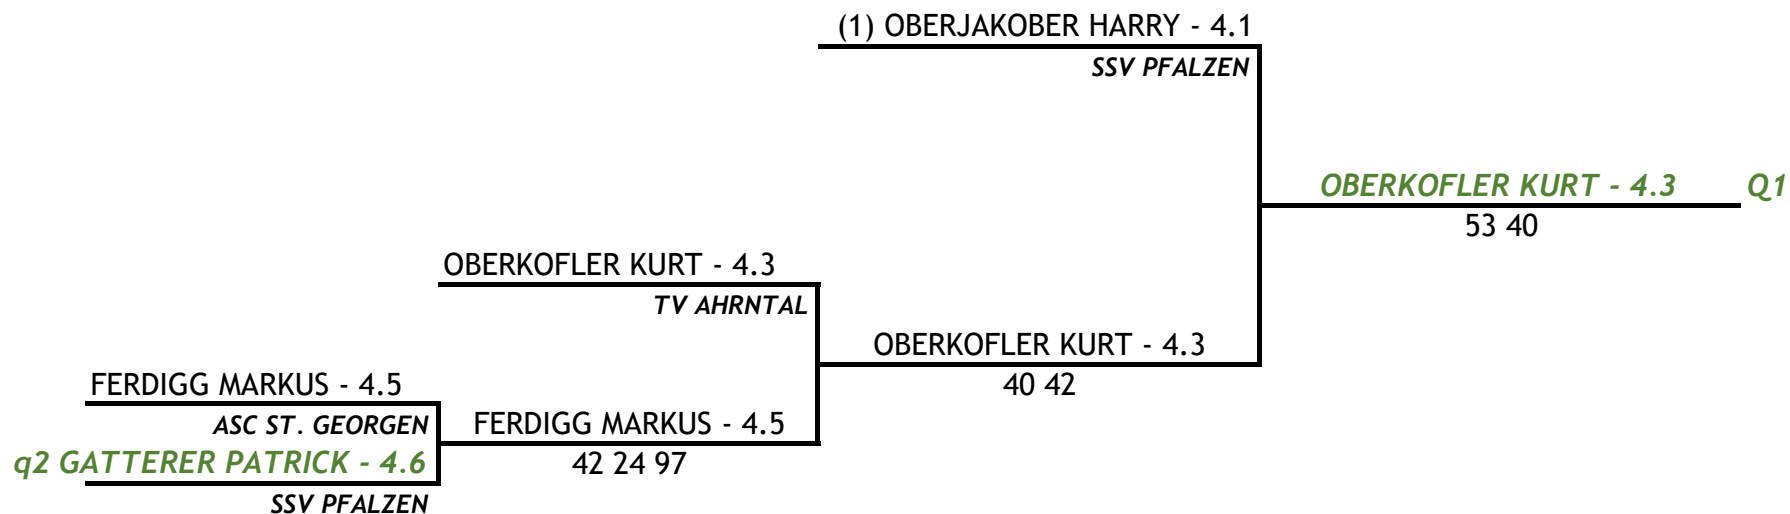 (1) OBERJAKOBER HARRY - 4.1
SSV PFALZEN
OBERKOFLER KURT - 4.3 Q1
53 40
OBERKOFLER KURT - 4.3
TV AHRNTAL
OBERKOFLER KURT - 4.3
40 42
FERDIGG MARKUS - 4.5
ASC ST. GEORGEN
FERDIGG MARKUS - 4.5
42 24 97
q2 GATTERER PATRICK - 4.6
SSV PFALZEN